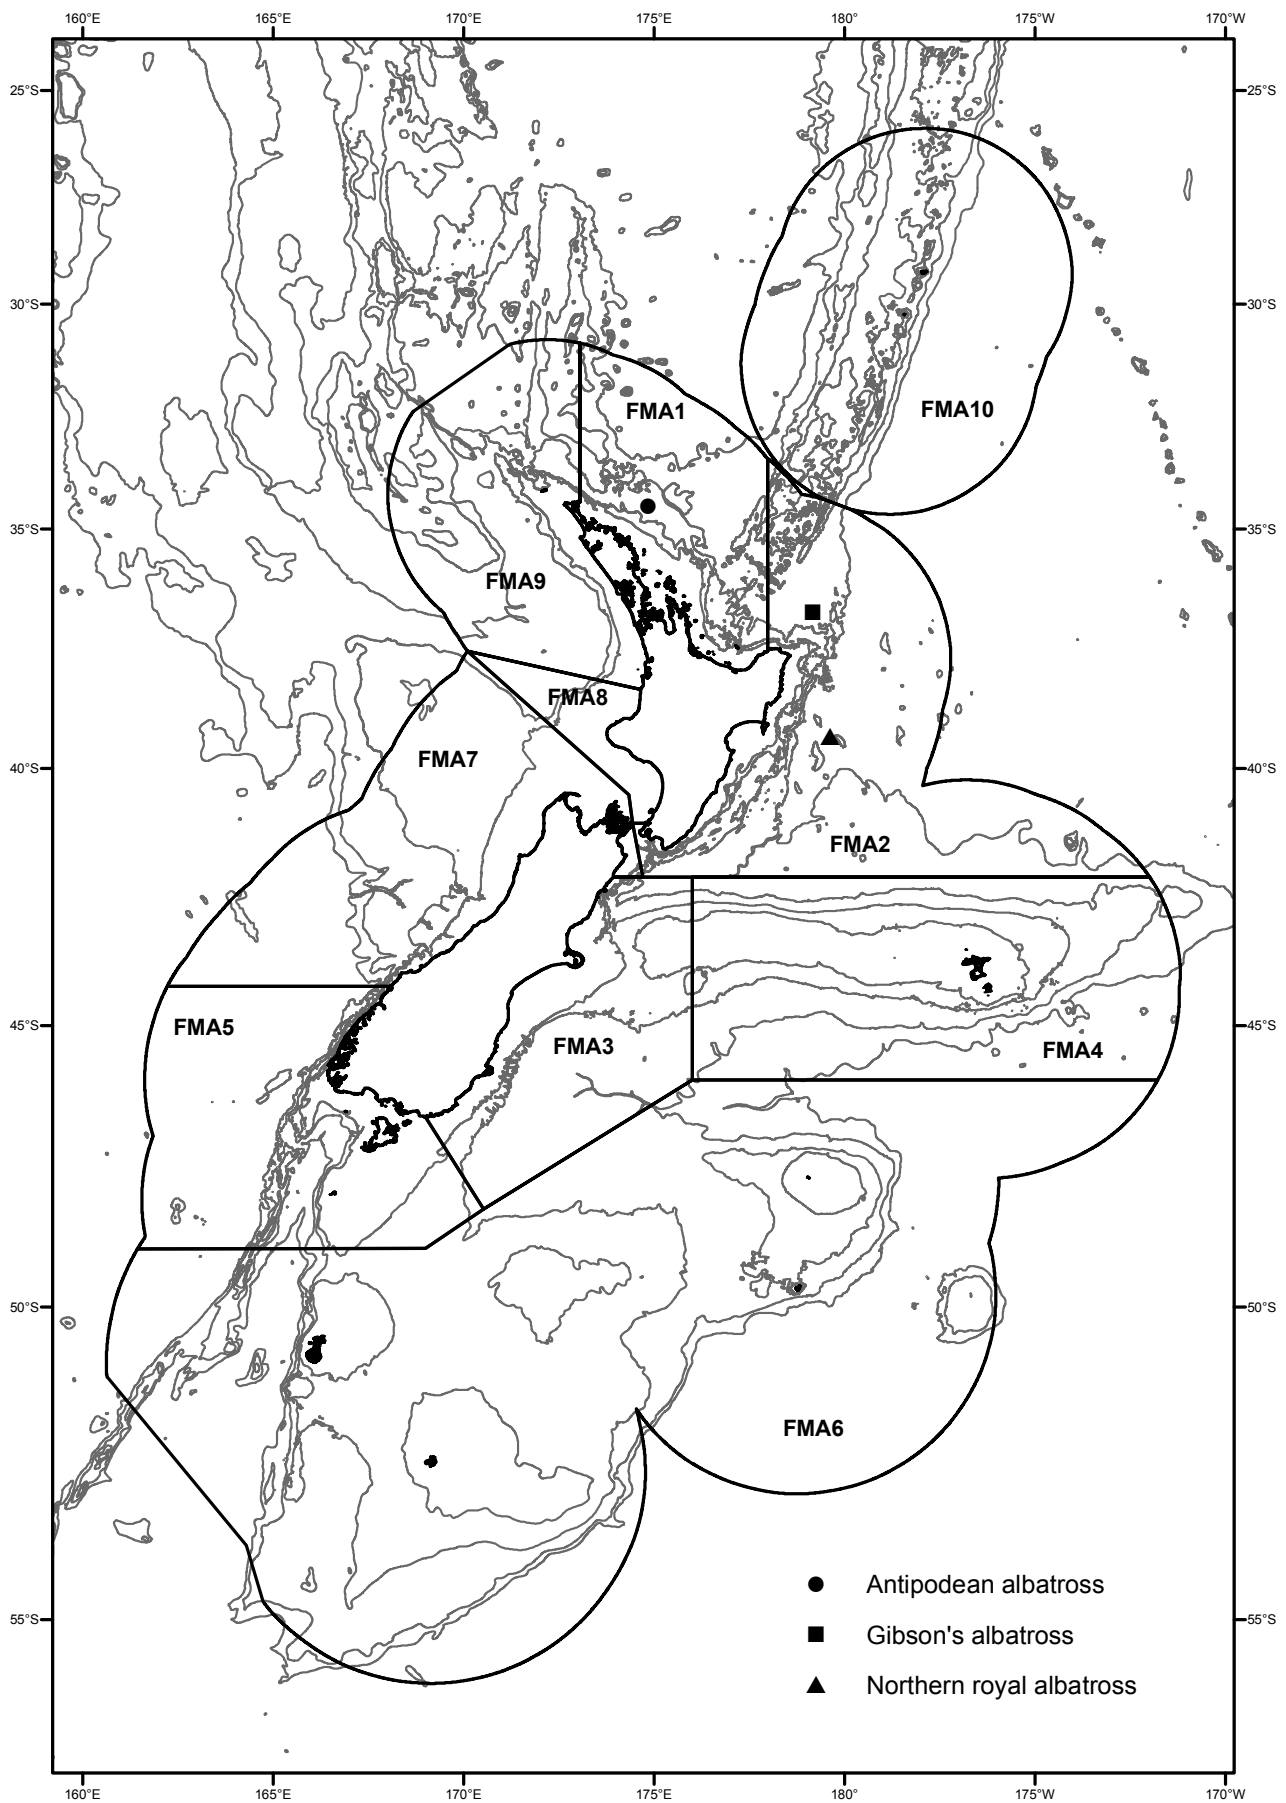 160°E 165°E 170°E 175°E 180° 175°W 170°W
25°S 25°S
30°S 30°S
FMA1
FMA10
35°S 35°S
FMA9
FMA8
FMA7
40°S 40°S
FMA2
FMA5
45°S 45°S
FMA3
FMA4
50°S 50°S
FMA6
Antipodean albatross
55°S 55°S
Gibson's albatross
Northern royal albatross
160°E 165°E 170°E 175°E 180° 175°W 170°W